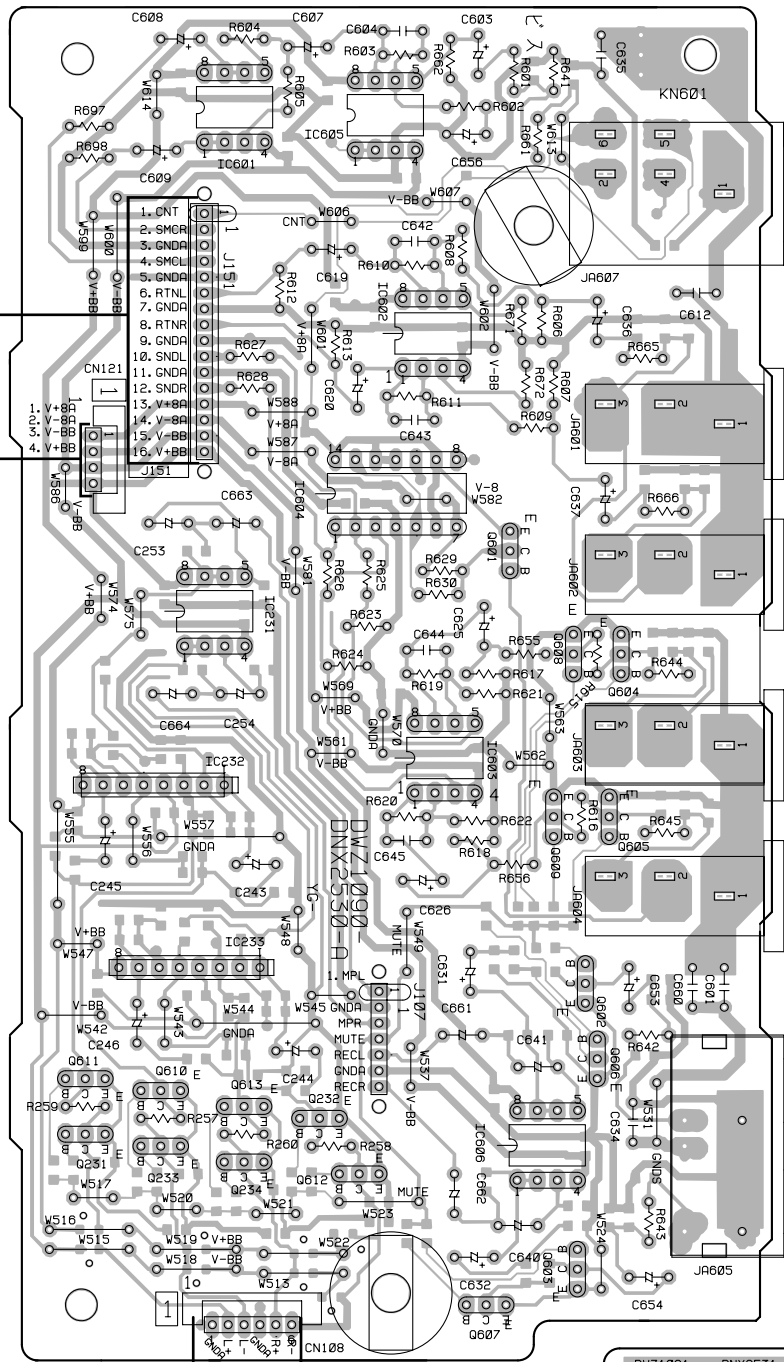 C608
R604
C607
C604
C603
R603
R662
ビス
R601
R641
C635
KN601
W614
R605
R602
R661
W613
R697
R698
IC601
IC605
C609
C656
V-BB
W607
W599
W600
V+BB
V-BB
1. CNT
2. SMCR
3. GNDA
4. SMCL
5. GNDA
6. RTNL
7. GNDA
8. RTNR
9. GNDA
10. SNDL
11. GNDA
12. SNDR
13. V+8A
14. V-8A
15. V-BB
16. V+BB
J151
J151
CNT
W606
C619
C642
R610
R608
JA607
R612
IC602
W602
V-BB
R671
R606
C636
C612
R665
W601
V+8A
R613
C620
R627
R628
R672
R607
R611
C643
R609
JA601
CN121
1. V+8A
2. V-8A
3. V-BB
4. V+BB
W588
V+8A
W587
V-8A
W586
V-BB
IC604
V-8
W582
C637
R666
C663
C253
Q601
E
C
B
JA602
W574
V+BB
W575
IC231
W581
V-BB
R626
R625
R629
R630
R623
C644
C625
R655
Q608
R615
Q604
R644
R624
R619
R617
R621
C664
C254
W569
V+BB
W570
GNDA
W563
W561
V-BB
IC603
W562
JA603
IC232
W555
W556
W557
GNDA
R620
C645
R622
R618
R616
Q605
Q609
R645
R656
C245
C243
DWZ1090-
DNX2530-A
YG-
C626
JA604
V+BB
W547
IC233
W548
W549
MUTE
C631
V-BB
W542
C246
W543
W544
GNDA
W545
C244
1. MPL
GNDA
MPR
MUTE
RECL
GNDA
RECR
J107
C661
W537
V-BB
Q602
C653
C660
C601
C641
Q606
R642
Q611
R259
Q610
R257
Q613
R260
Q232
R258
Q231
Q233
Q234
Q612
IC606
C634
W531
GNDS
W517
W520
W521
W523
MUTE
C662
R643
W516
W515
W519
V+BB
W518
V-BB
W522
W513
C640
Q603
W524
JA605
C632
Q607
C654
CN108
GNDA
L+
L-
GNDA
R+
R-